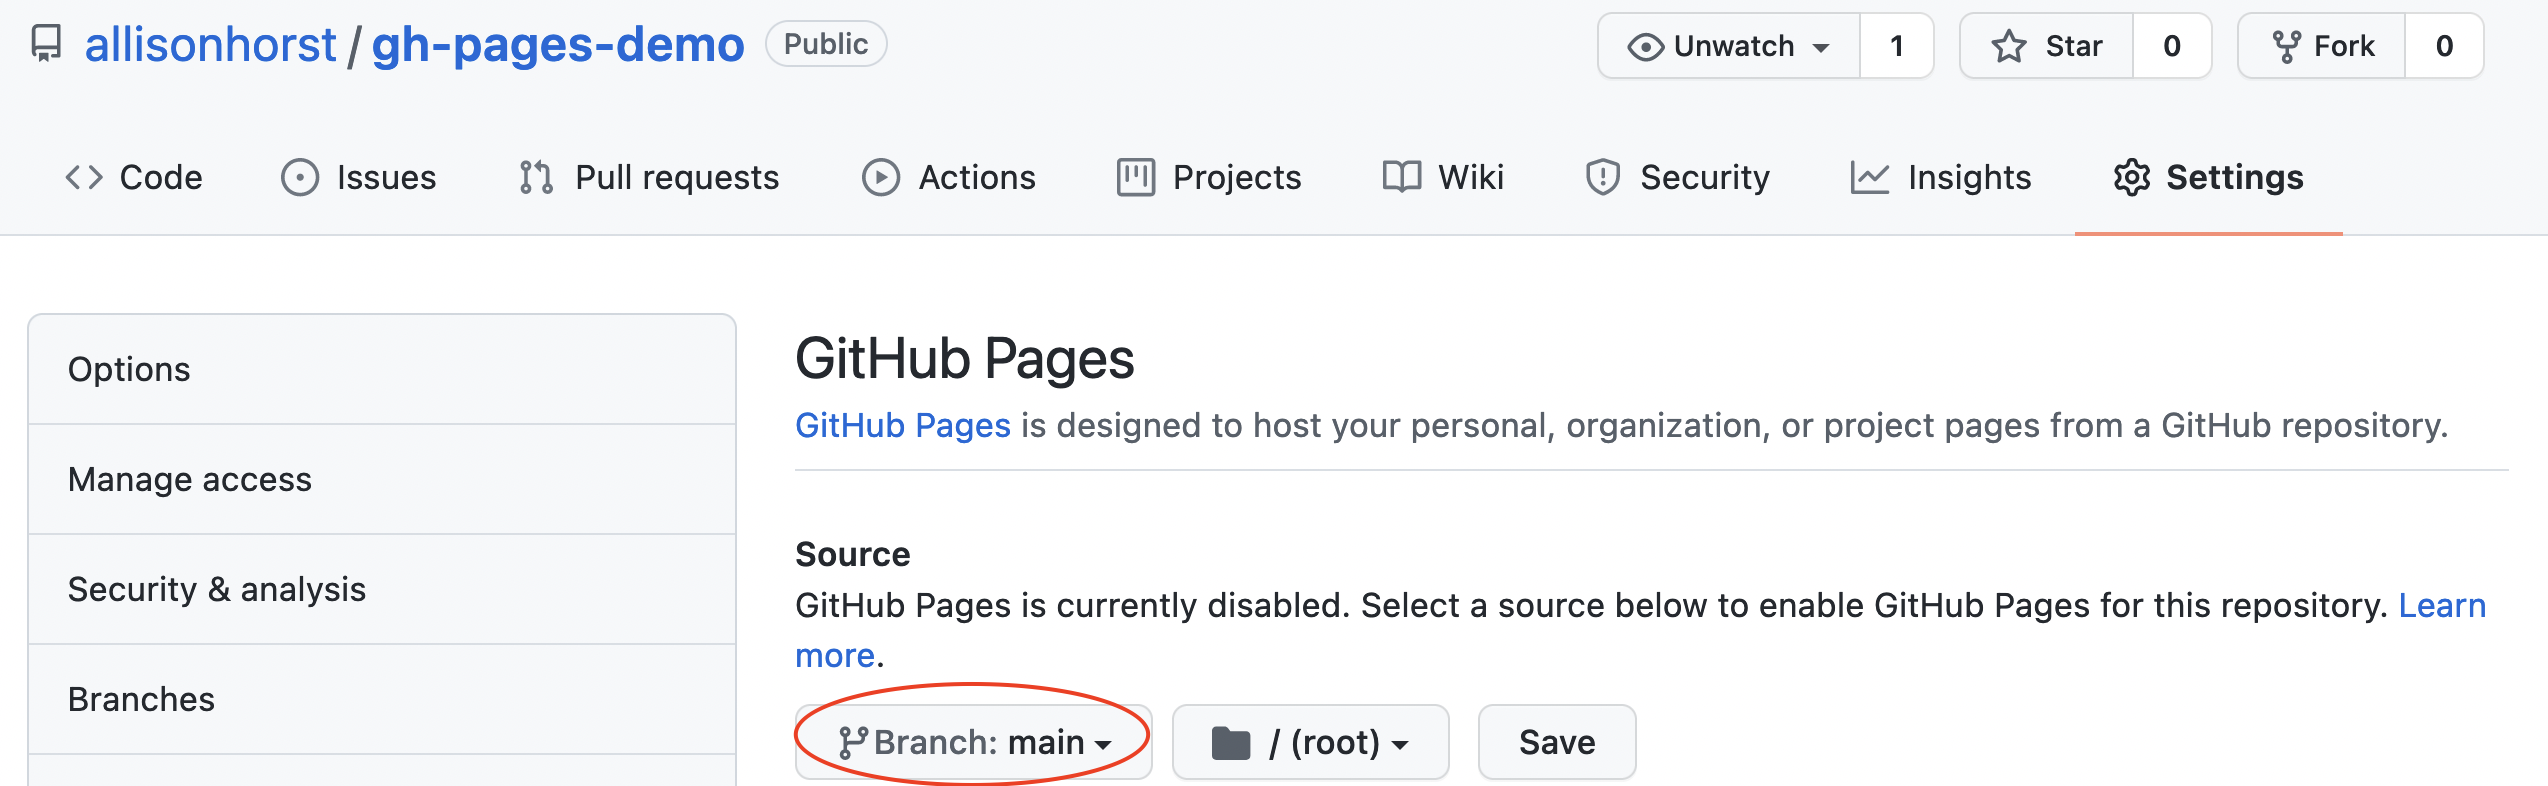 allisonhorst / gh-pages-demo Public Unwatch 1 Star 0 Fork 0
Code Issues Pull requests Actions Projects Wiki Security Insights Settings
Options
Manage access
Security & analysis
Branches
GitHub Pages
GitHub Pages is designed to host your personal, organization, or project pages from a GitHub repository.
Source
GitHub Pages is currently disabled. Select a source below to enable GitHub Pages for this repository. Learn
more.
Branch: main / (root) Save